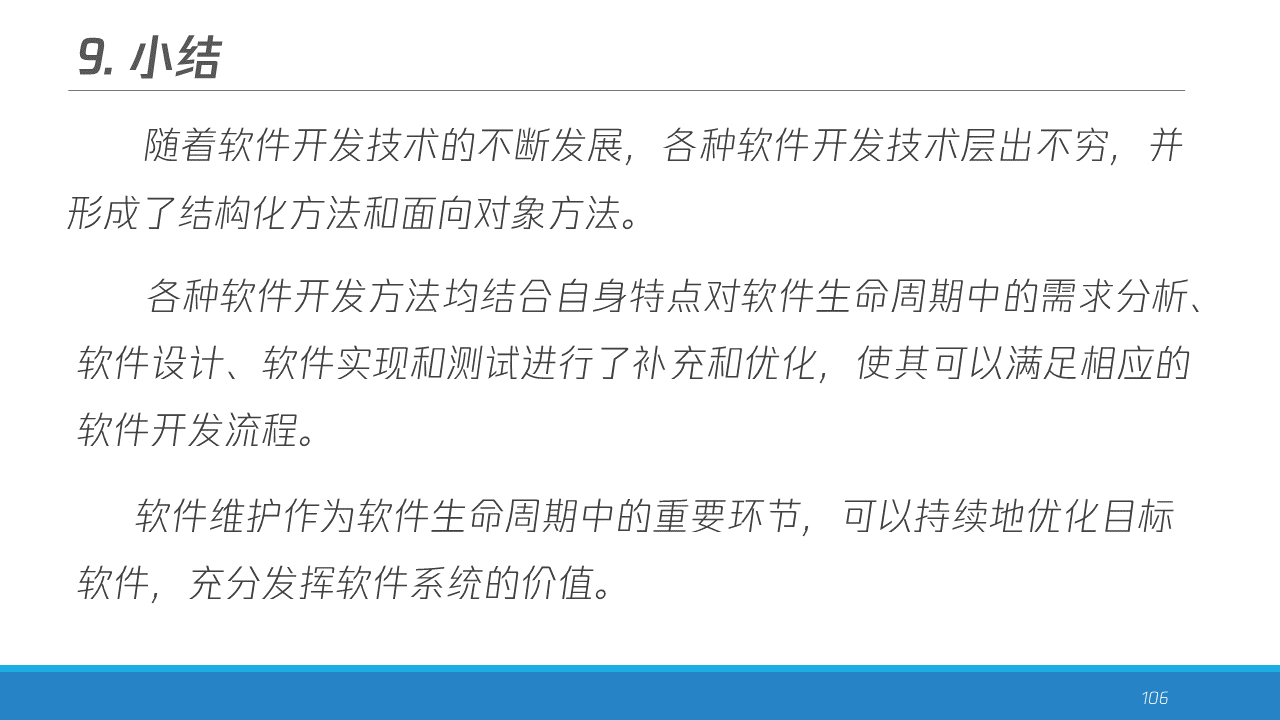 9. 小结
随着软件开发技术的不断发展，各种软件开发技术层出不穷，并
形成了结构化方法和面向对象方法。
各种软件开发方法均结合自身特点对软件生命周期中的需求分析、
软件设计、软件实现和测试进行了补充和优化，使其可以满足相应的
软件开发流程。
软件维护作为软件生命周期中的重要环节，可以持续地优化目标
软件，充分发挥软件系统的价值。
106